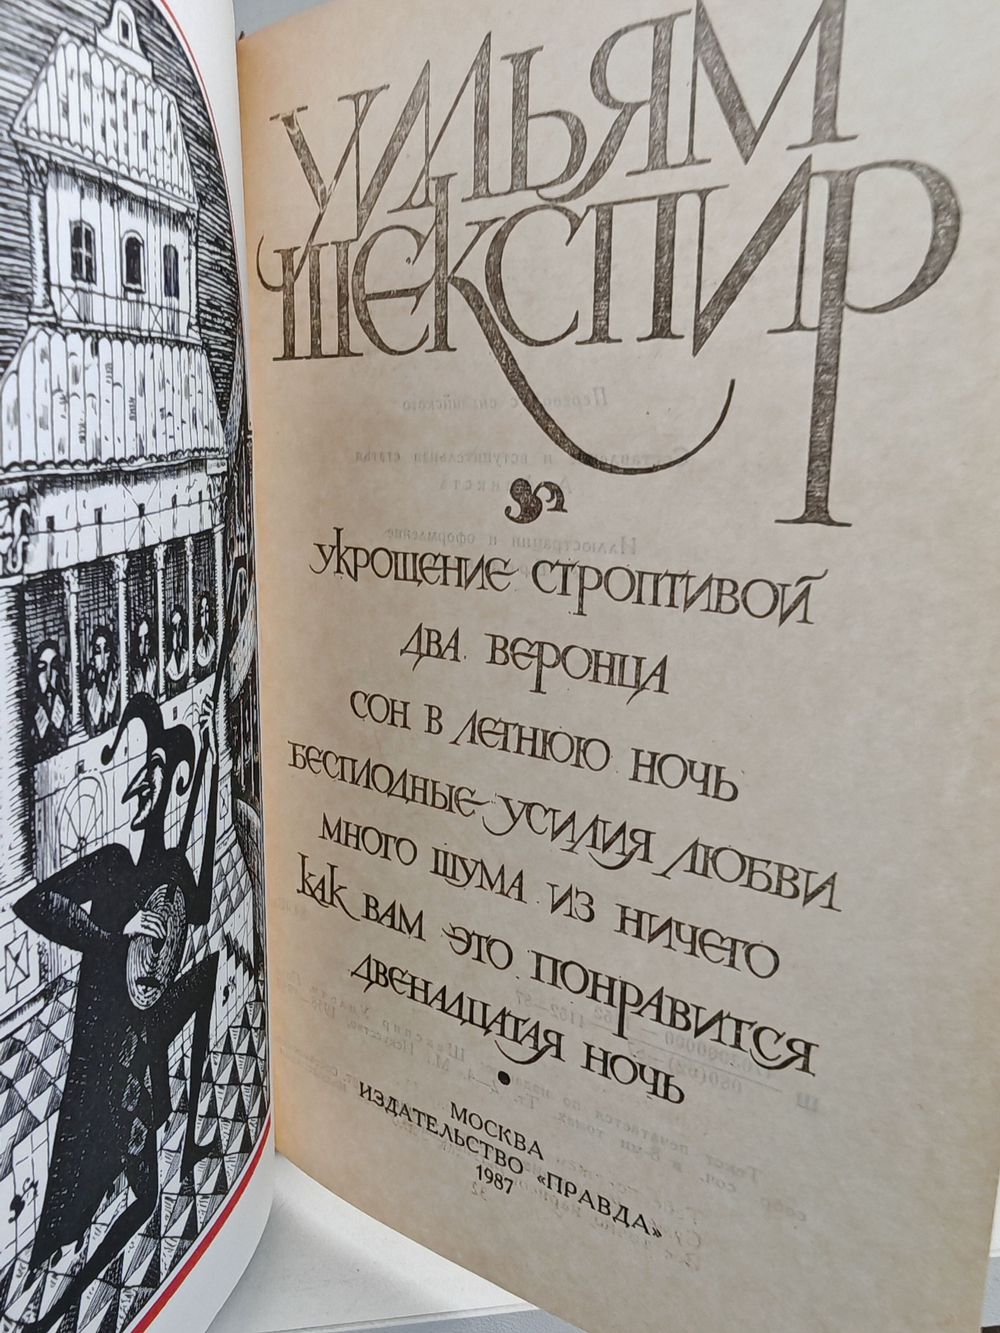 УИЛЬЯМ
ШЕКСПИР
УКРОЩЕНИЕ СТРОПТИВОЙ
ДВА ВЕРОНЦА
СОН В ЛЕТНЮЮ НОЧЬ
БЕСПЛОДНЫЕ УСИЛИЯ ЛЮБВИ
МНОГО ШУМА ИЗ НИЧЕГО
КАК ВАМ ЭТО ПОНРАВИТСЯ
ДВЕНАДЦАТАЯ НОЧЬ
МОСКВА
ИЗДАТЕЛЬСТВО «ПРАВДА»
1987